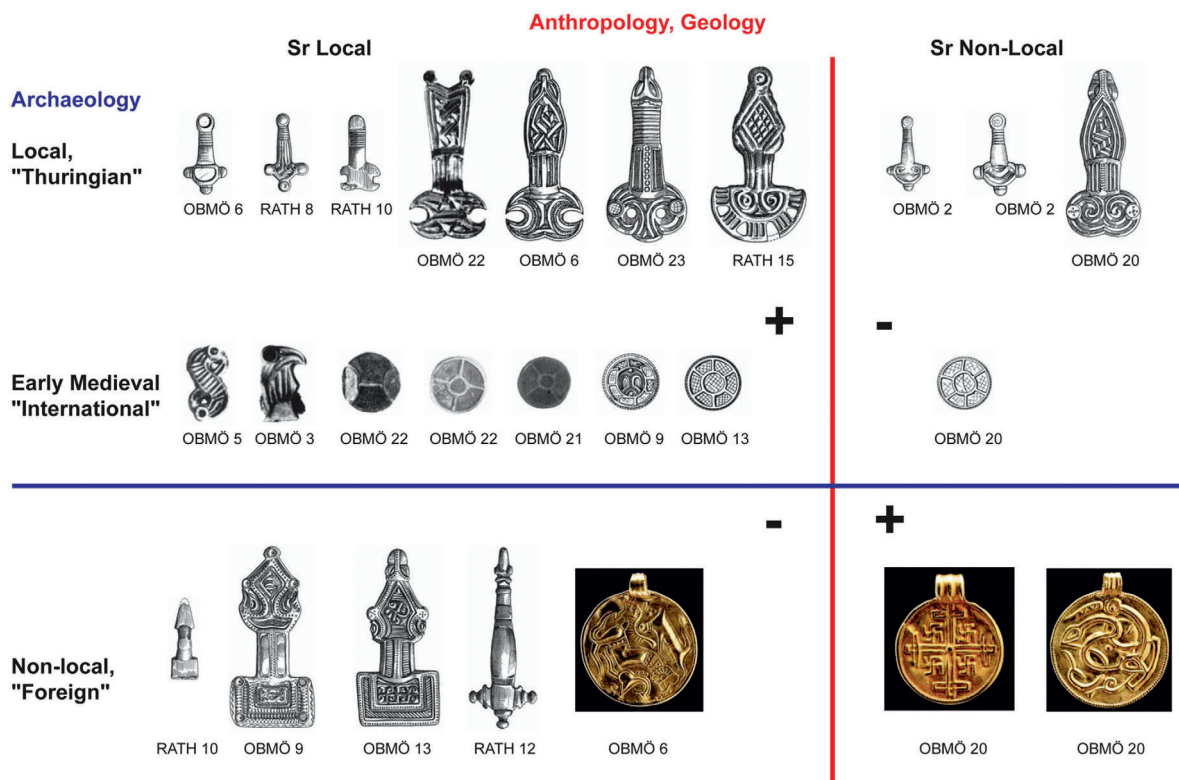 Anthropology, Geology
Sr Local
Sr Non-Local
Archaeology
Local,
"Thuringian"
OBMÖ 6
RATH 8
RATH 10
OBMÖ 22
OBMÖ 6
OBMÖ 23
RATH 15
OBMÖ 2
OBMÖ 2
OBMÖ 20
+
-
Early Medieval
"International"
OBMÖ 5
OBMÖ 3
OBMÖ 22
OBMÖ 22
OBMÖ 21
OBMÖ 9
OBMÖ 13
OBMÖ 20
-
+
Non-local,
"Foreign"
RATH 10
OBMÖ 9
OBMÖ 13
RATH 12
OBMÖ 6
OBMÖ 20
OBMÖ 20